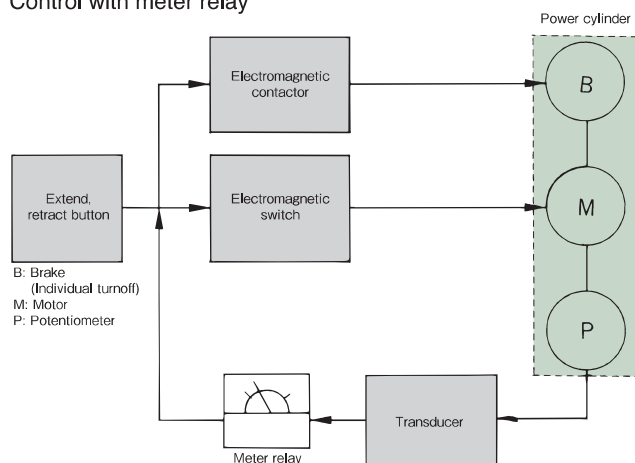 Control with meter relay
Power cylinder
Electromagnetic
contactor
B
Extend,
retract button
Electromagnetic
switch
M
B: Brake
(Individual turnoff)
M: Motor
P: Potentiometer
P
Transducer
Meter relay